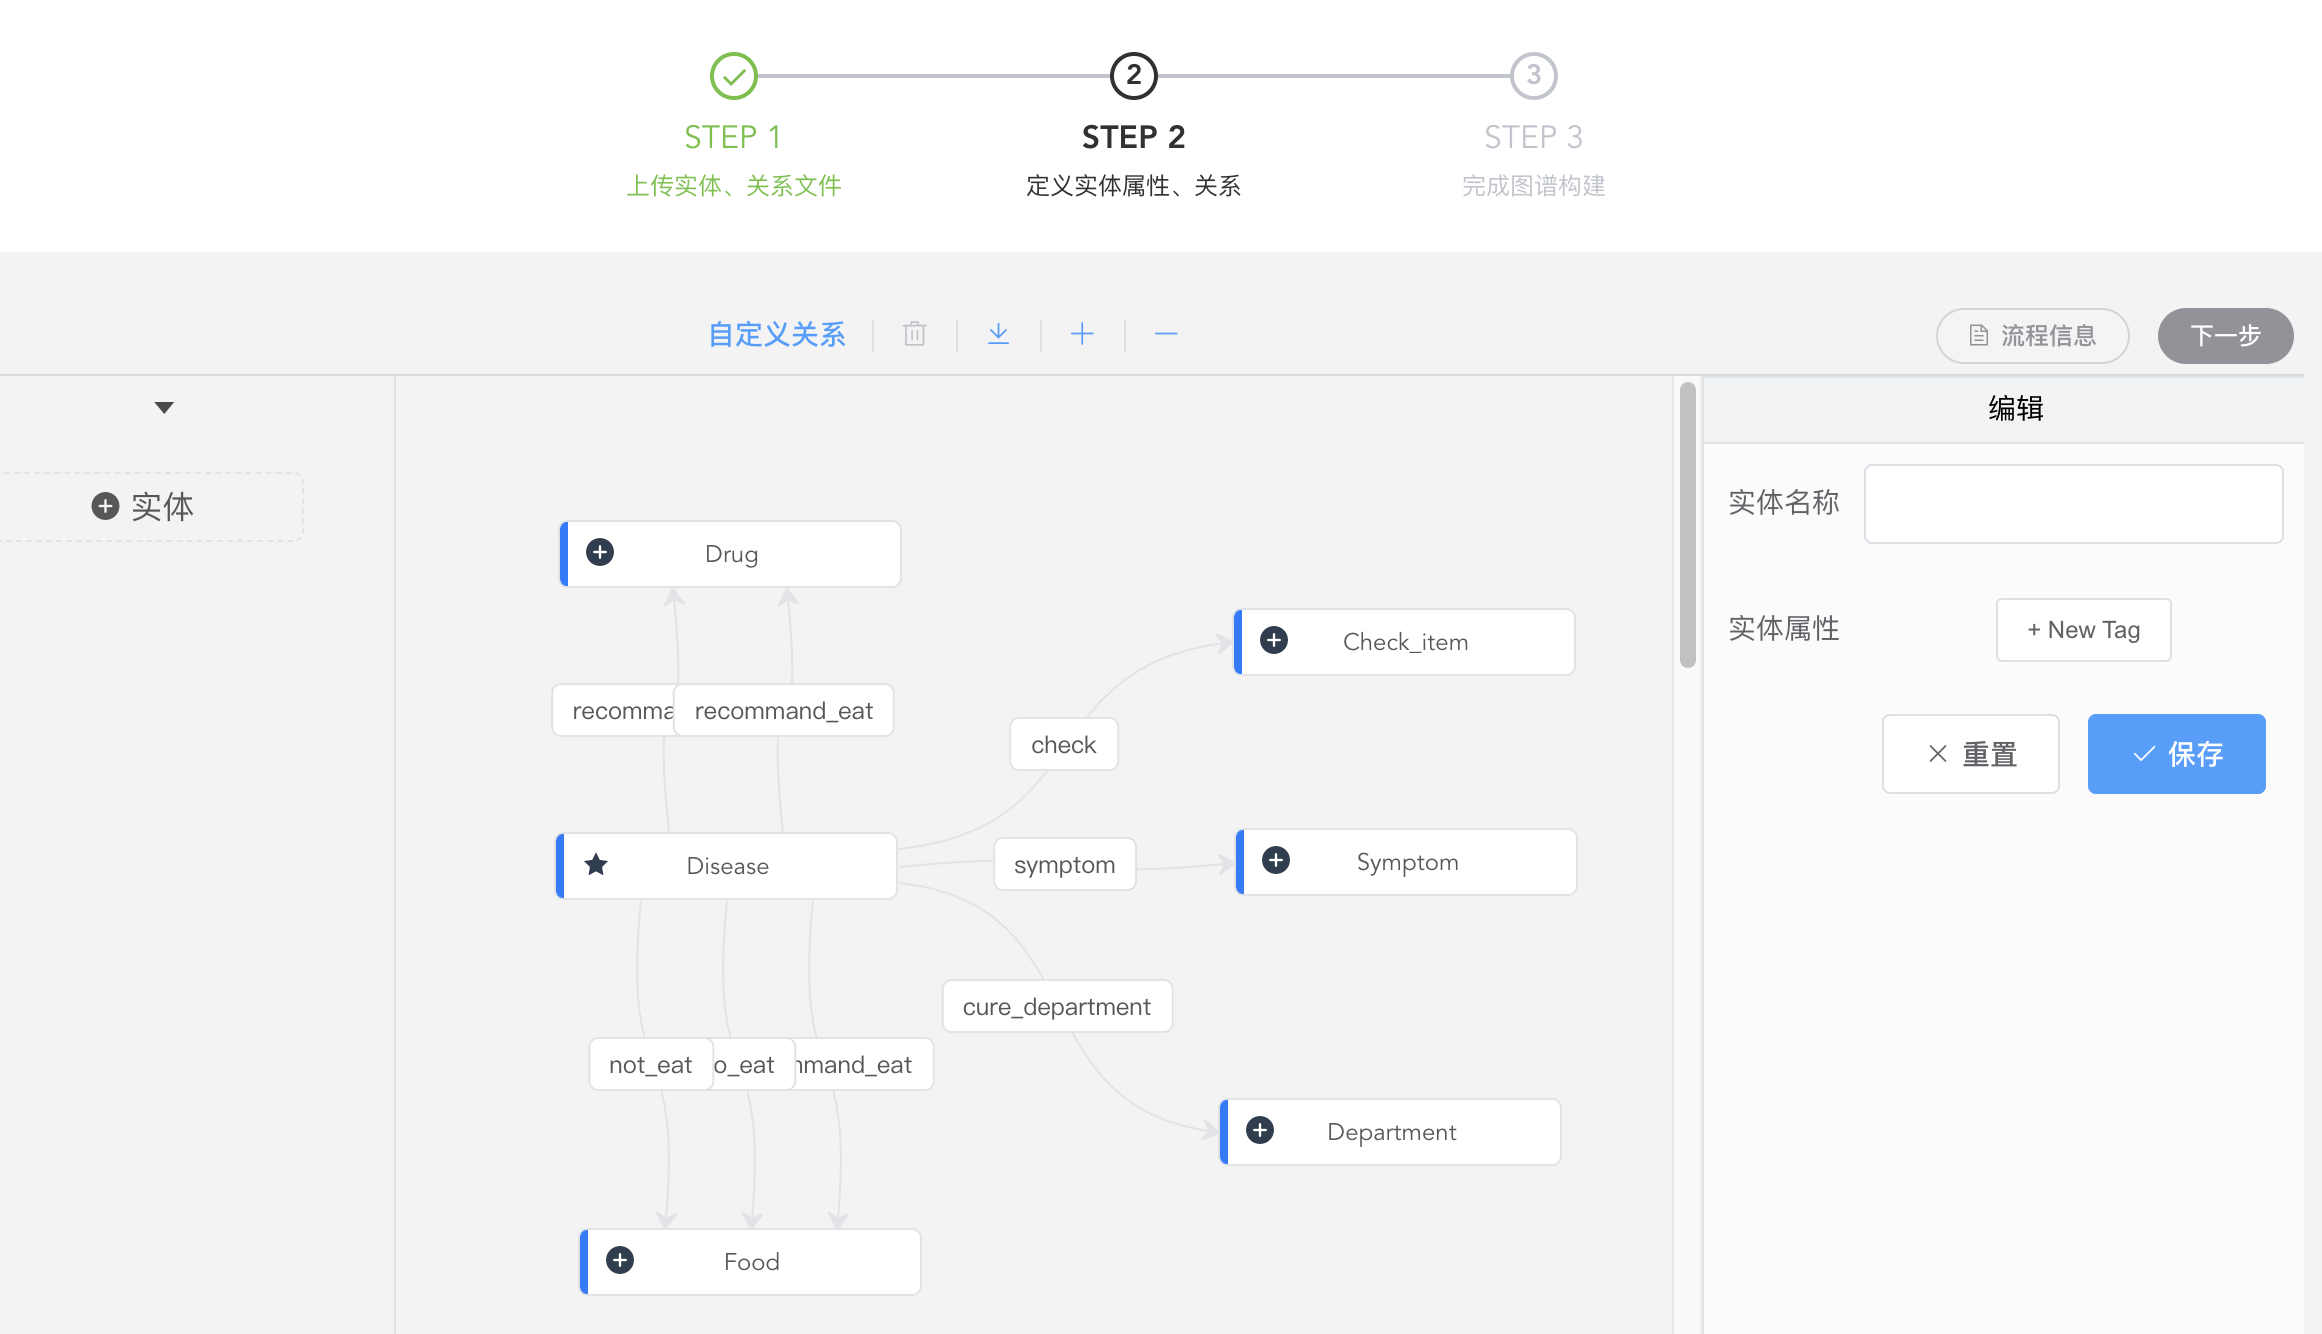 2
3
STEP 1
STEP 2
STEP 3
上传实体、关系文件
定义实体属性、关系
完成图谱构建
自定义关系
流程信息
下一步
实体
Drug
Check_item
recommand_eat
check
Disease
symptom
Symptom
cure_department
not_eat
Department
Food
编辑
实体名称
实体属性
+ New Tag
重置
保存